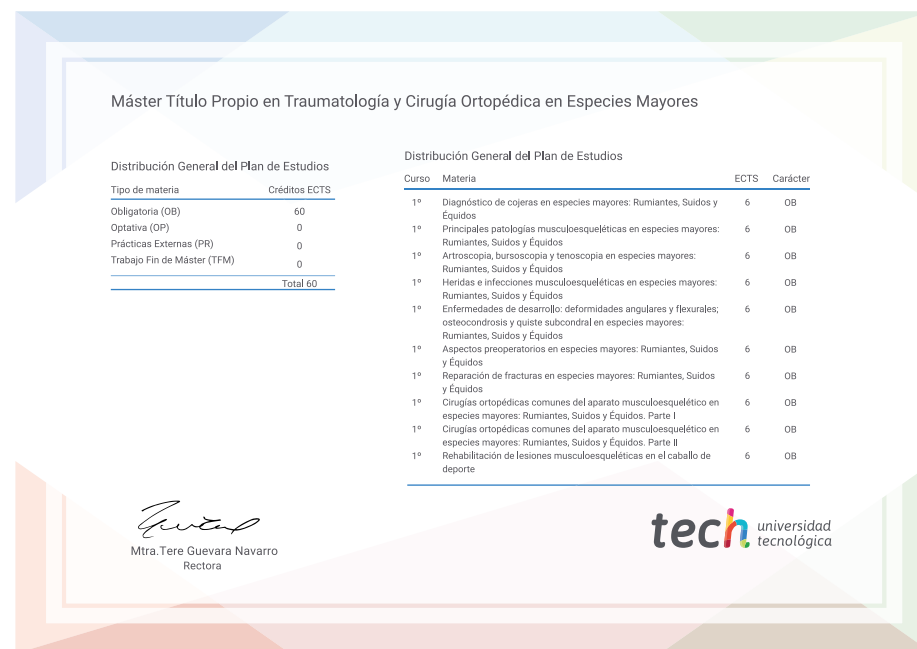 Máster Título Propio en Traumatología y Cirugía Ortopédica en Especies Mayores
Distribución General del Plan de Estudios
Tipo de materia Créditos ECTS
Obligatoria (OB) 60
Optativa (OP) 0
Prácticas Externas (PR) 0
Trabajo Fin de Máster (TFM) 0
Total 60
Distribución General del Plan de Estudios
Curso Materia ECTS Carácter
1º Diagnóstico de cojeras en especies mayores: Rumiantes, Suidos y 6 OB
Équidos
1º Principales patologías musculoesqueléticas en especies mayores: 6 OB
Rumiantes, Suidos y Équidos
1º Artroscopia, bursoscopia y tenoscopia en especies mayores: 6 OB
Rumiantes, Suidos y Équidos
1º Heridas e infecciones musculoesqueléticas en especies mayores: 6 OB
Rumiantes, Suidos y Équidos
1º Enfermedades de desarrollo: deformidades angulares y flexurales; 6 OB
osteocondrosis y quiste subcondral en especies mayores:
Rumiantes, Suidos y Équidos
1º Aspectos preoperatorios en especies mayores: Rumiantes, Suidos 6 OB
y Équidos
1º Reparación de fracturas en especies mayores: Rumiantes, Suidos 6 OB
y Équidos
1º Cirugías ortopédicas comunes del aparato musculoesquelético en 6 OB
especies mayores: Rumiantes, Suidos y Équidos. Parte I
1º Cirugías ortopédicas comunes del aparato musculoesquelético en 6 OB
especies mayores: Rumiantes, Suidos y Équidos. Parte II
1º Rehabilitación de lesiones musculoesqueléticas en el caballo de 6 OB
deporte
Mtra.Tere Guevara Navarro
Rectora
tech universidad
tecnológica